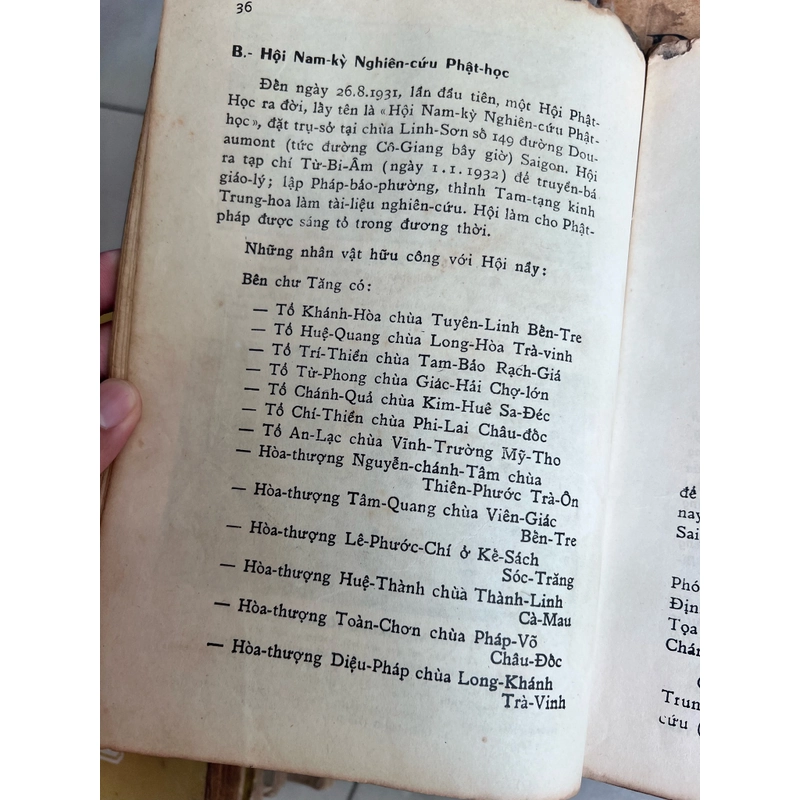 36
B.- Hội Nam-kỳ Nghiên-cứu Phật-học
Đến ngày 26.8.1931, lần đầu tiên, một Hội Phật-
Học ra đời, lấy tên là «Hội Nam-kỳ Nghiên-cứu Phật-
học», đặt trụ-sở tại chùa Linh-Sơn số 149 đường Dou-
aumont (tức đường Cô-Giang bây giờ) Saigon. Hội
ra tạp chí Từ-Bi-Âm (ngày 1.1.1932) để truyền-bá
giáo-lý; lập Pháp-bảo-phường, thỉnh Tam-tạng kinh
Trung-hoa làm tài-liệu nghiên-cứu. Hội làm cho Phật-
pháp được sáng tỏ trong đương thời.
Những nhân vật hữu công với Hội nầy:
Bên chư Tăng có:
— Tổ Khánh-Hòa chùa Tuyên-Linh Bến-Tre
— Tổ Huệ-Quang chùa Long-Hòa Trà-vinh
— Tổ Trí-Thiền chùa Tam-Bảo Rạch-Giá
— Tổ Từ-Phong chùa Giác-Hải Chợ-lớn
— Tổ Chánh-Quả chùa Kim-Huê Sa-Đéc
— Tổ Chí-Thiền chùa Phi-Lai Châu-đốc
— Tổ An-Lạc chùa Vĩnh-Trường Mỹ-Tho
— Hòa-thượng Nguyễn-chánh-Tâm chùa
Thiên-Phước Trà-Ôn
— Hòa-thượng Tâm-Quang chùa Viên-Giác
Bến-Tre
— Hòa-thượng Lê-Phước-Chí ở Kế-Sách
Sóc-Trăng
— Hòa-thượng Huệ-Thành chùa Thành-Linh
Cà-Mau
— Hòa-thượng Toàn-Chơn chùa Pháp-Võ
Châu-Đốc
— Hòa-thượng Diệu-Pháp chùa Long-Khánh
Trà-Vinh
để
nay
Sai
Phó
Định
Tọa
Chán
Trun
cứu (